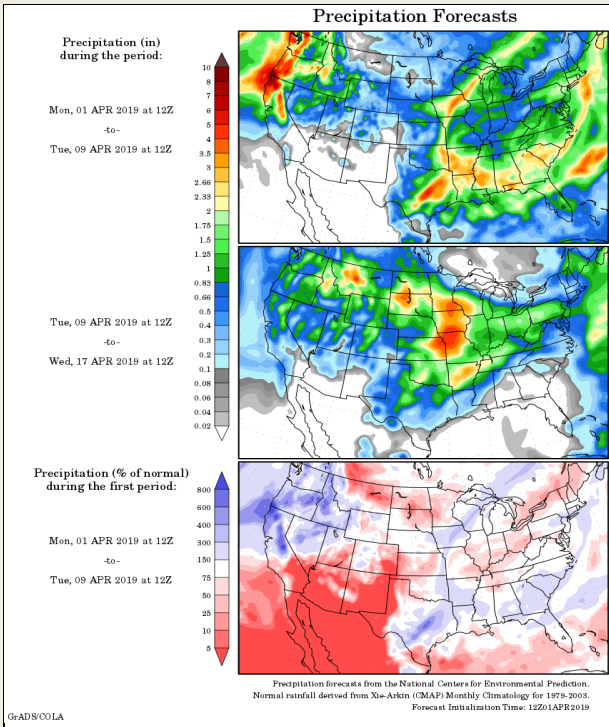 Precipitation Forecasts
Precipitation (in)
during the period:
Mon, 01 APR 2019 at 12Z
-to-
Tue, 09 APR 2019 at 12Z
10
8
7
6
5
4
3.5
3
2.66
2.33
2
1.75
1.5
1.25
1
0.83
0.66
0.5
0.4
0.3
0.2
0.1
0.08
0.06
0.04
0.02
Tue, 09 APR 2019 at 12Z
-to-
Wed, 17 APR 2019 at 12Z
Precipitation (% of normal)
during the first period:
Mon, 01 APR 2019 at 12Z
-to-
Tue, 09 APR 2019 at 12Z
800
600
400
300
150
75
50
25
10
5
Precipitation forecasts from the National Centers for Environmental Prediction.
Normal rainfall derived from Xie-Arkin (CMAP) Monthly Climatology for 1979-2003.
Forecast Initialization Time: 12Z01APR2019
GrADS/COLA